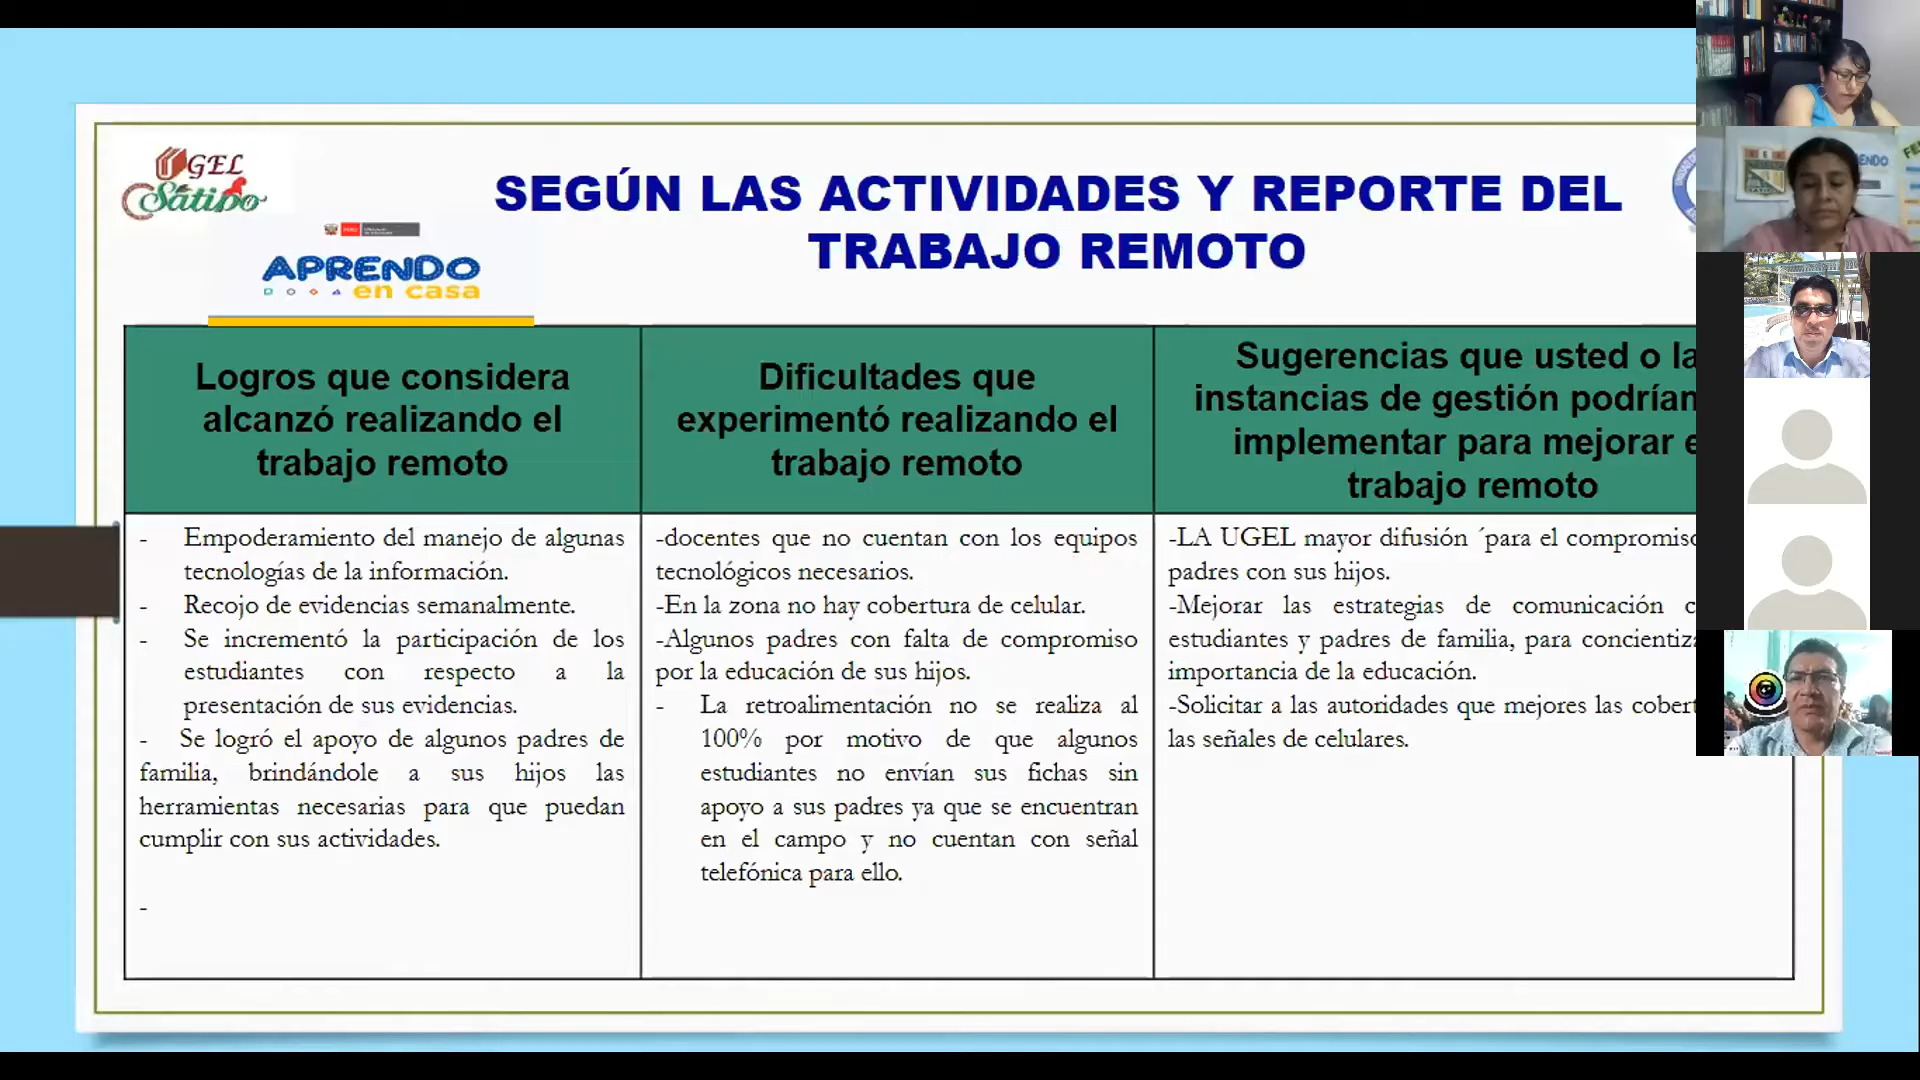 UGEL
Satipo
PERÚ
APRENDO
en casa
SEGÚN LAS ACTIVIDADES Y REPORTE DEL
TRABAJO REMOTO
Logros que considera
alcanzó realizando el
trabajo remoto
Dificultades que
experimentó realizando el
trabajo remoto
Sugerencias que usted o la
instancias de gestión podrían
implementar para mejorar e
trabajo remoto
- Empoderamiento del manejo de algunas
tecnologías de la información.
- Recojo de evidencias semanalmente.
- Se incrementó la participación de los
estudiantes con respecto a la
presentación de sus evidencias.
- Se logró el apoyo de algunos padres de
familia, brindándole a sus hijos las
herramientas necesarias para que puedan
cumplir con sus actividades.
-
-docentes que no cuentan con los equipos
tecnológicos necesarios.
-En la zona no hay cobertura de celular.
-Algunos padres con falta de compromiso
por la educación de sus hijos.
- La retroalimentación no se realiza al
100% por motivo de que algunos
estudiantes no envían sus fichas sin
apoyo a sus padres ya que se encuentran
en el campo y no cuentan con señal
telefónica para ello.
-LA UGEL mayor difusión ´para el compromiso
padres con sus hijos.
-Mejorar las estrategias de comunicación c
estudiantes y padres de familia, para concientiza
importancia de la educación.
-Solicitar a las autoridades que mejores las cobert
las señales de celulares.